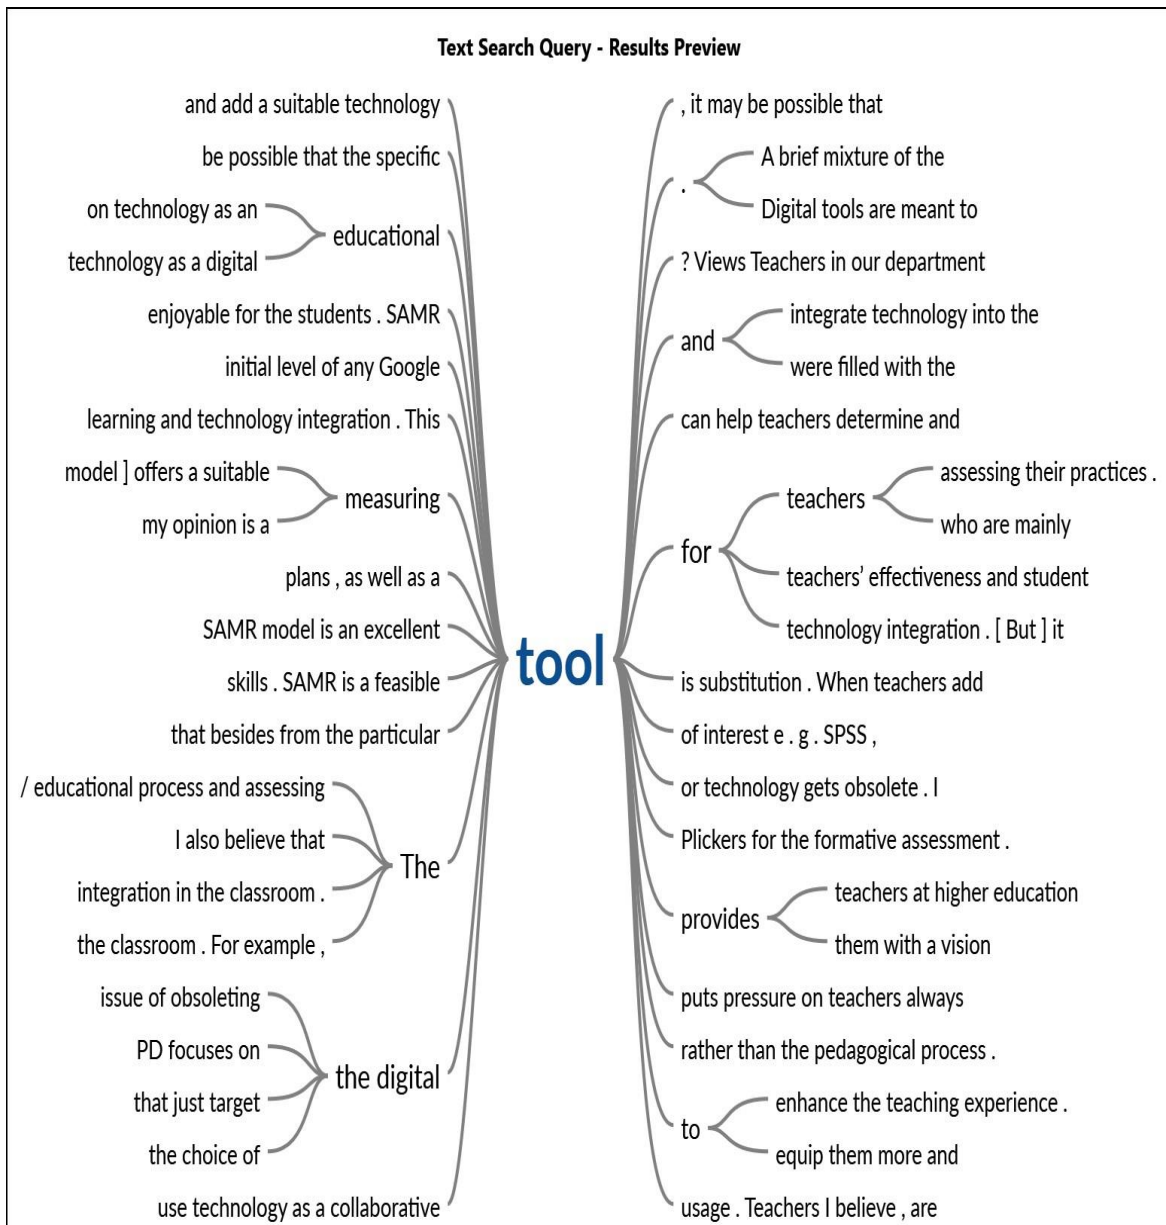 Text Search Query - Results Preview
and add a suitable technology
be possible that the specific
on technology as an
technology as a digital
educational
enjoyable for the students . SAMR
initial level of any Google
learning and technology integration . This
model ] offers a suitable
my opinion is a
measuring
plans , as well as a
SAMR model is an excellent
skills . SAMR is a feasible
that besides from the particular
/ educational process and assessing
I also believe that
integration in the classroom .
the classroom . For example ,
The
issue of obsoleting
PD focuses on
that just target
the choice of
the digital
use technology as a collaborative
tool
, it may be possible that
.
A brief mixture of the
Digital tools are meant to
? Views Teachers in our department
and
integrate technology into the
were filled with the
can help teachers determine and
for
teachers
assessing their practices .
who are mainly
teachers’ effectiveness and student
technology integration . [ But ] it
is substitution . When teachers add
of interest e . g . SPSS ,
or technology gets obsolete . I
Plickers for the formative assessment .
provides
teachers at higher education
them with a vision
puts pressure on teachers always
rather than the pedagogical process .
to
enhance the teaching experience .
equip them more and
usage . Teachers I believe , are